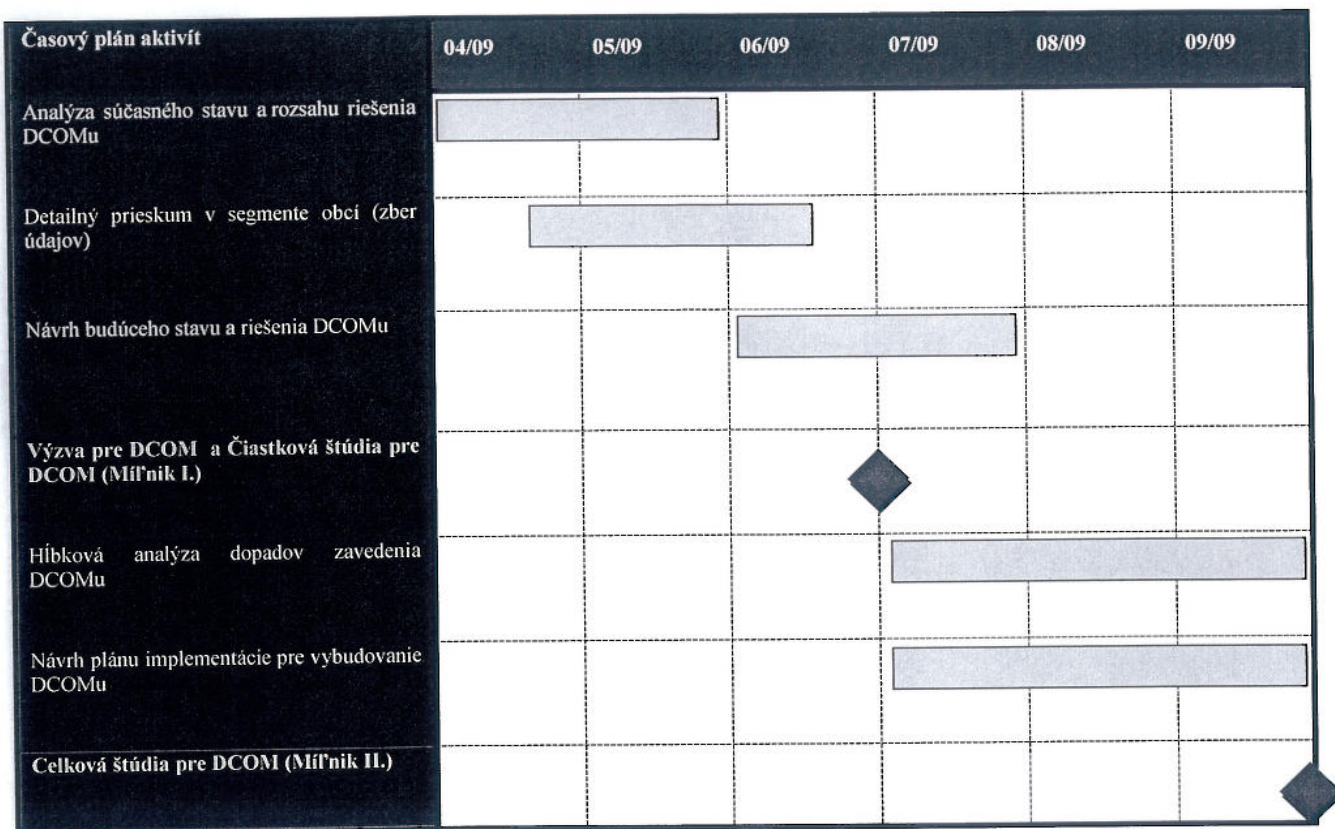 Časový plán aktivít 04/09 05/09 06/09 07/09 08/09 09/09
Analýza súčasného stavu a rozsahu riešenia
DCOMu
Detailný prieskum v segmente obcí (zber
údajov)
Návrh budúceho stavu a riešenia DCOMu
Výzva pre DCOM a Čiastková štúdia pre
DCOM (Míľnik I.)
Hĺbková analýza dopadov zavedenia
DCOMu
Návrh plánu implementácie pre vybudovanie
DCOMu
Celková štúdia pre DCOM (Míľnik II.)